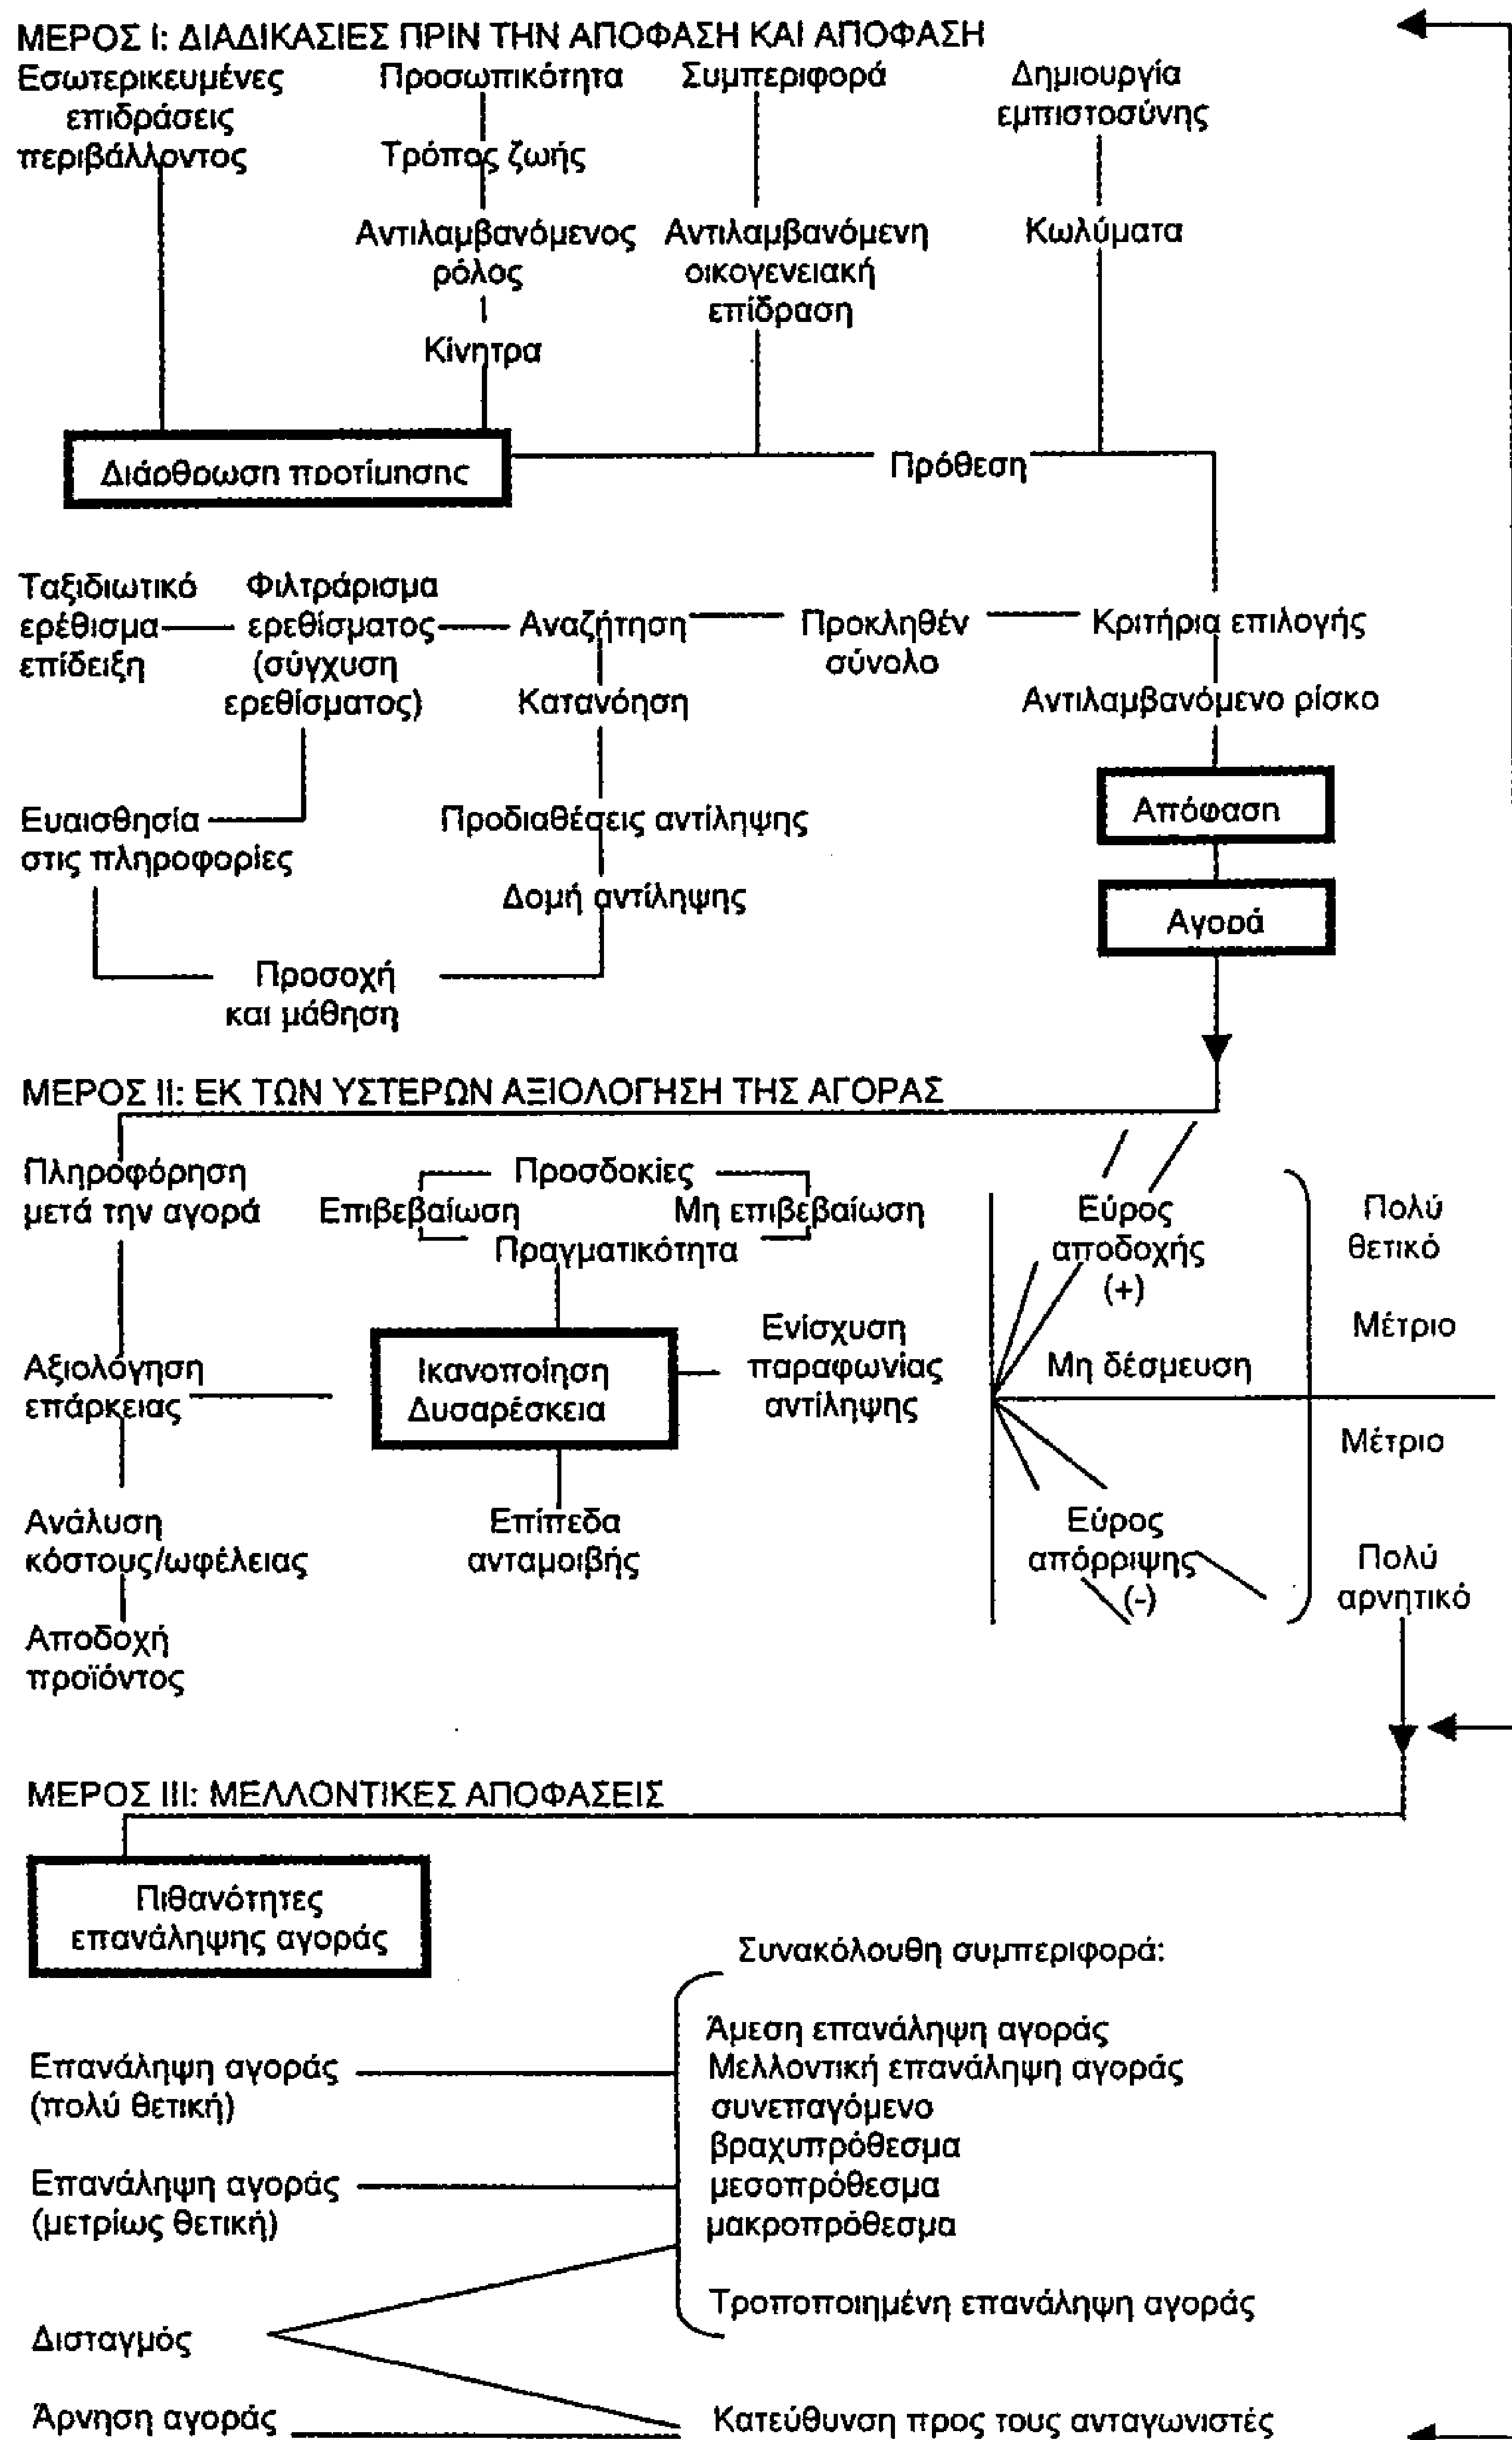 ΜΕΡΟΣ Ι: ΔΙΑΔΙΚΑΣΙΕΣ ΠΡΙΝ ΤΗΝ ΑΠΟΦΑΣΗ ΚΑΙ ΑΠΟΦΑΣΗ
Εσωτερικευμένες
επιδράσεις
περιβάλλοντος
Προσωπικότητα
Τρόπος ζωής
Αντιλαμβανόμενος
ρόλος
Κίνητρα
Συμπεριφορά
Αντιλαμβανόμενη
οικογενειακή
επίδραση
Δημιουργία
εμπιστοσύνης
Κωλύματα
Διάρθρωση προτίμησης
Πρόθεση
Ταξιδιωτικό
ερέθισμα
επίδειξη
Φιλτράρισμα
ερεθίσματος
(σύγχυση
ερεθίσματος)
Αναζήτηση
Κατανόηση
Προκληθέν
σύνολο
Κριτήρια επιλογής
Αντιλαμβανόμενο ρίσκο
Απόφαση
Αγορά
Ευαισθησία
στις πληροφορίες
Προδιαθέσεις αντίληψης
Δομή αντίληψης
Προσοχή
και μάθηση
ΜΕΡΟΣ ΙΙ: ΕΚ ΤΩΝ ΥΣΤΕΡΩΝ ΑΞΙΟΛΟΓΗΣΗ ΤΗΣ ΑΓΟΡΑΣ
Πληροφόρηση
μετά την αγορά
Προσδοκίες
Επιβεβαίωση
Μη επιβεβαίωση
Πραγματικότητα
Αξιολόγηση
επάρκειας
Ικανοποίηση
Δυσαρέσκεια
Ενίσχυση
παραφωνίας
αντίληψης
Ανάλυση
κόστους/ωφέλειας
Επίπεδα
ανταμοιβής
Αποδοχή
προϊόντος
Εύρος
αποδοχής
(+)
Μη δέσμευση
Εύρος
απόρριψης
(-)
Πολύ
θετικό
Μέτριο
Μέτριο
Πολύ
αρνητικό
ΜΕΡΟΣ ΙΙΙ: ΜΕΛΛΟΝΤΙΚΕΣ ΑΠΟΦΑΣΕΙΣ
Πιθανότητες
επανάληψης αγοράς
Συνακόλουθη συμπεριφορά:
Άμεση επανάληψη αγοράς
Μελλοντική επανάληψη αγοράς
συνεπαγόμενο
βραχυπρόθεσμα
μεσοπρόθεσμα
μακροπρόθεσμα
Τροποποιημένη επανάληψη αγοράς
Επανάληψη αγοράς
(πολύ θετική)
Επανάληψη αγοράς
(μετρίως θετική)
Δισταγμός
Άρνηση αγοράς
Κατεύθυνση προς τους ανταγωνιστές